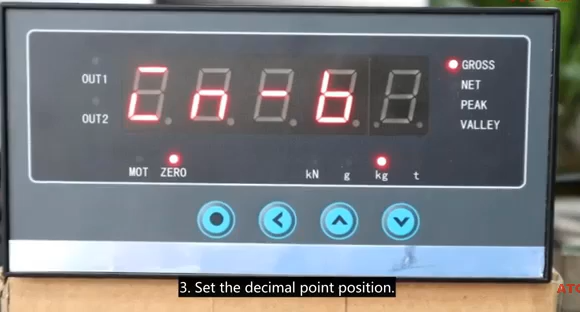 OUT1
OUT2
Cn-b
GROSS
NET
PEAK
VALLEY
MOT ZERO kN g kg t
3. Set the decimal point position.